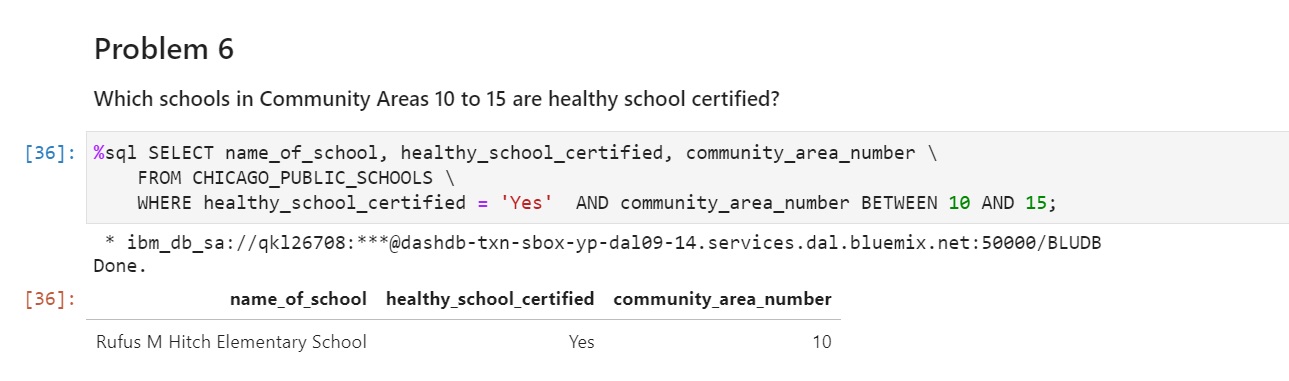 Problem 6
Which schools in Community Areas 10 to 15 are healthy school certified?
[36]: %sql SELECT name_of_school, healthy_school_certified, community_area_number \
FROM CHICAGO_PUBLIC_SCHOOLS \
WHERE healthy_school_certified = 'Yes'  AND community_area_number BETWEEN 10 AND 15;
* ibm_db_sa://qkl26708:***@dashdb-txn-sbox-yp-dal09-14.services.dal.bluemix.net:50000/BLUDB
Done.
[36]: name_of_school healthy_school_certified community_area_number
Rufus M Hitch Elementary School Yes 10